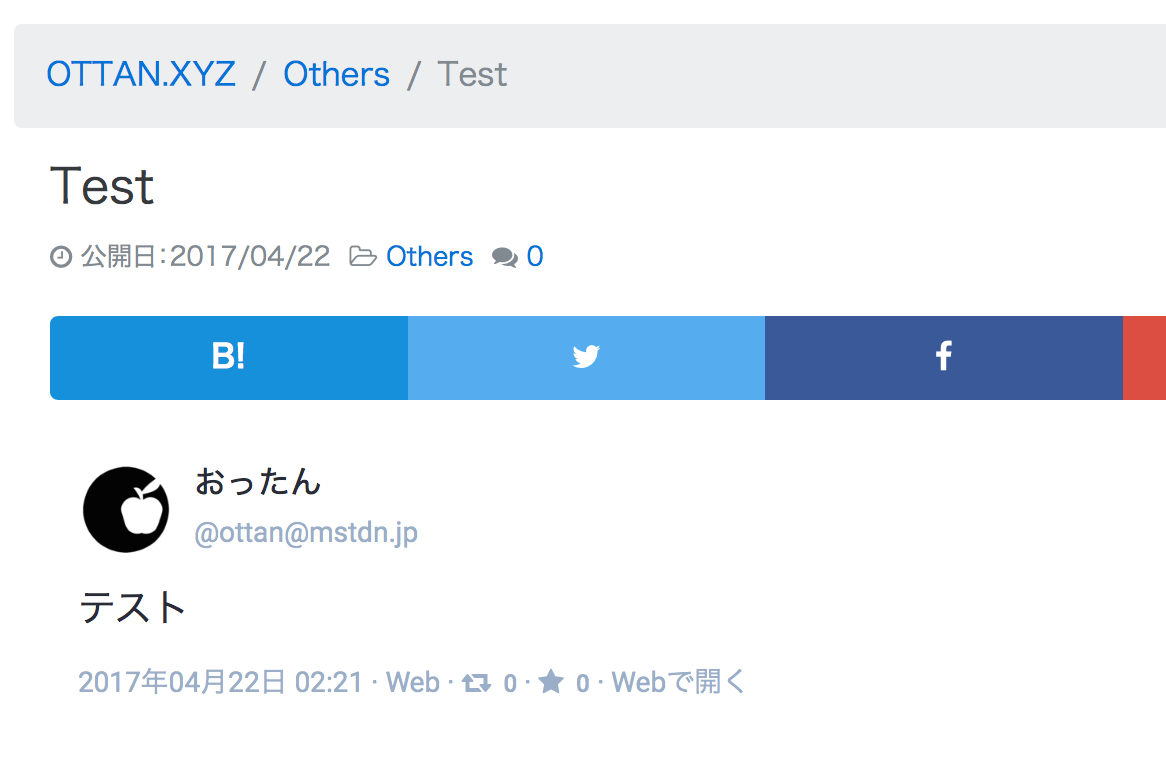 OTTAN.XYZ / Others / Test
Test
公開日:2017/04/22 Others 0
B!
おったん
@ottan@mstdn.jp
テスト
2017年04月22日 02:21 · Web · 0 · 0 · Webで開く